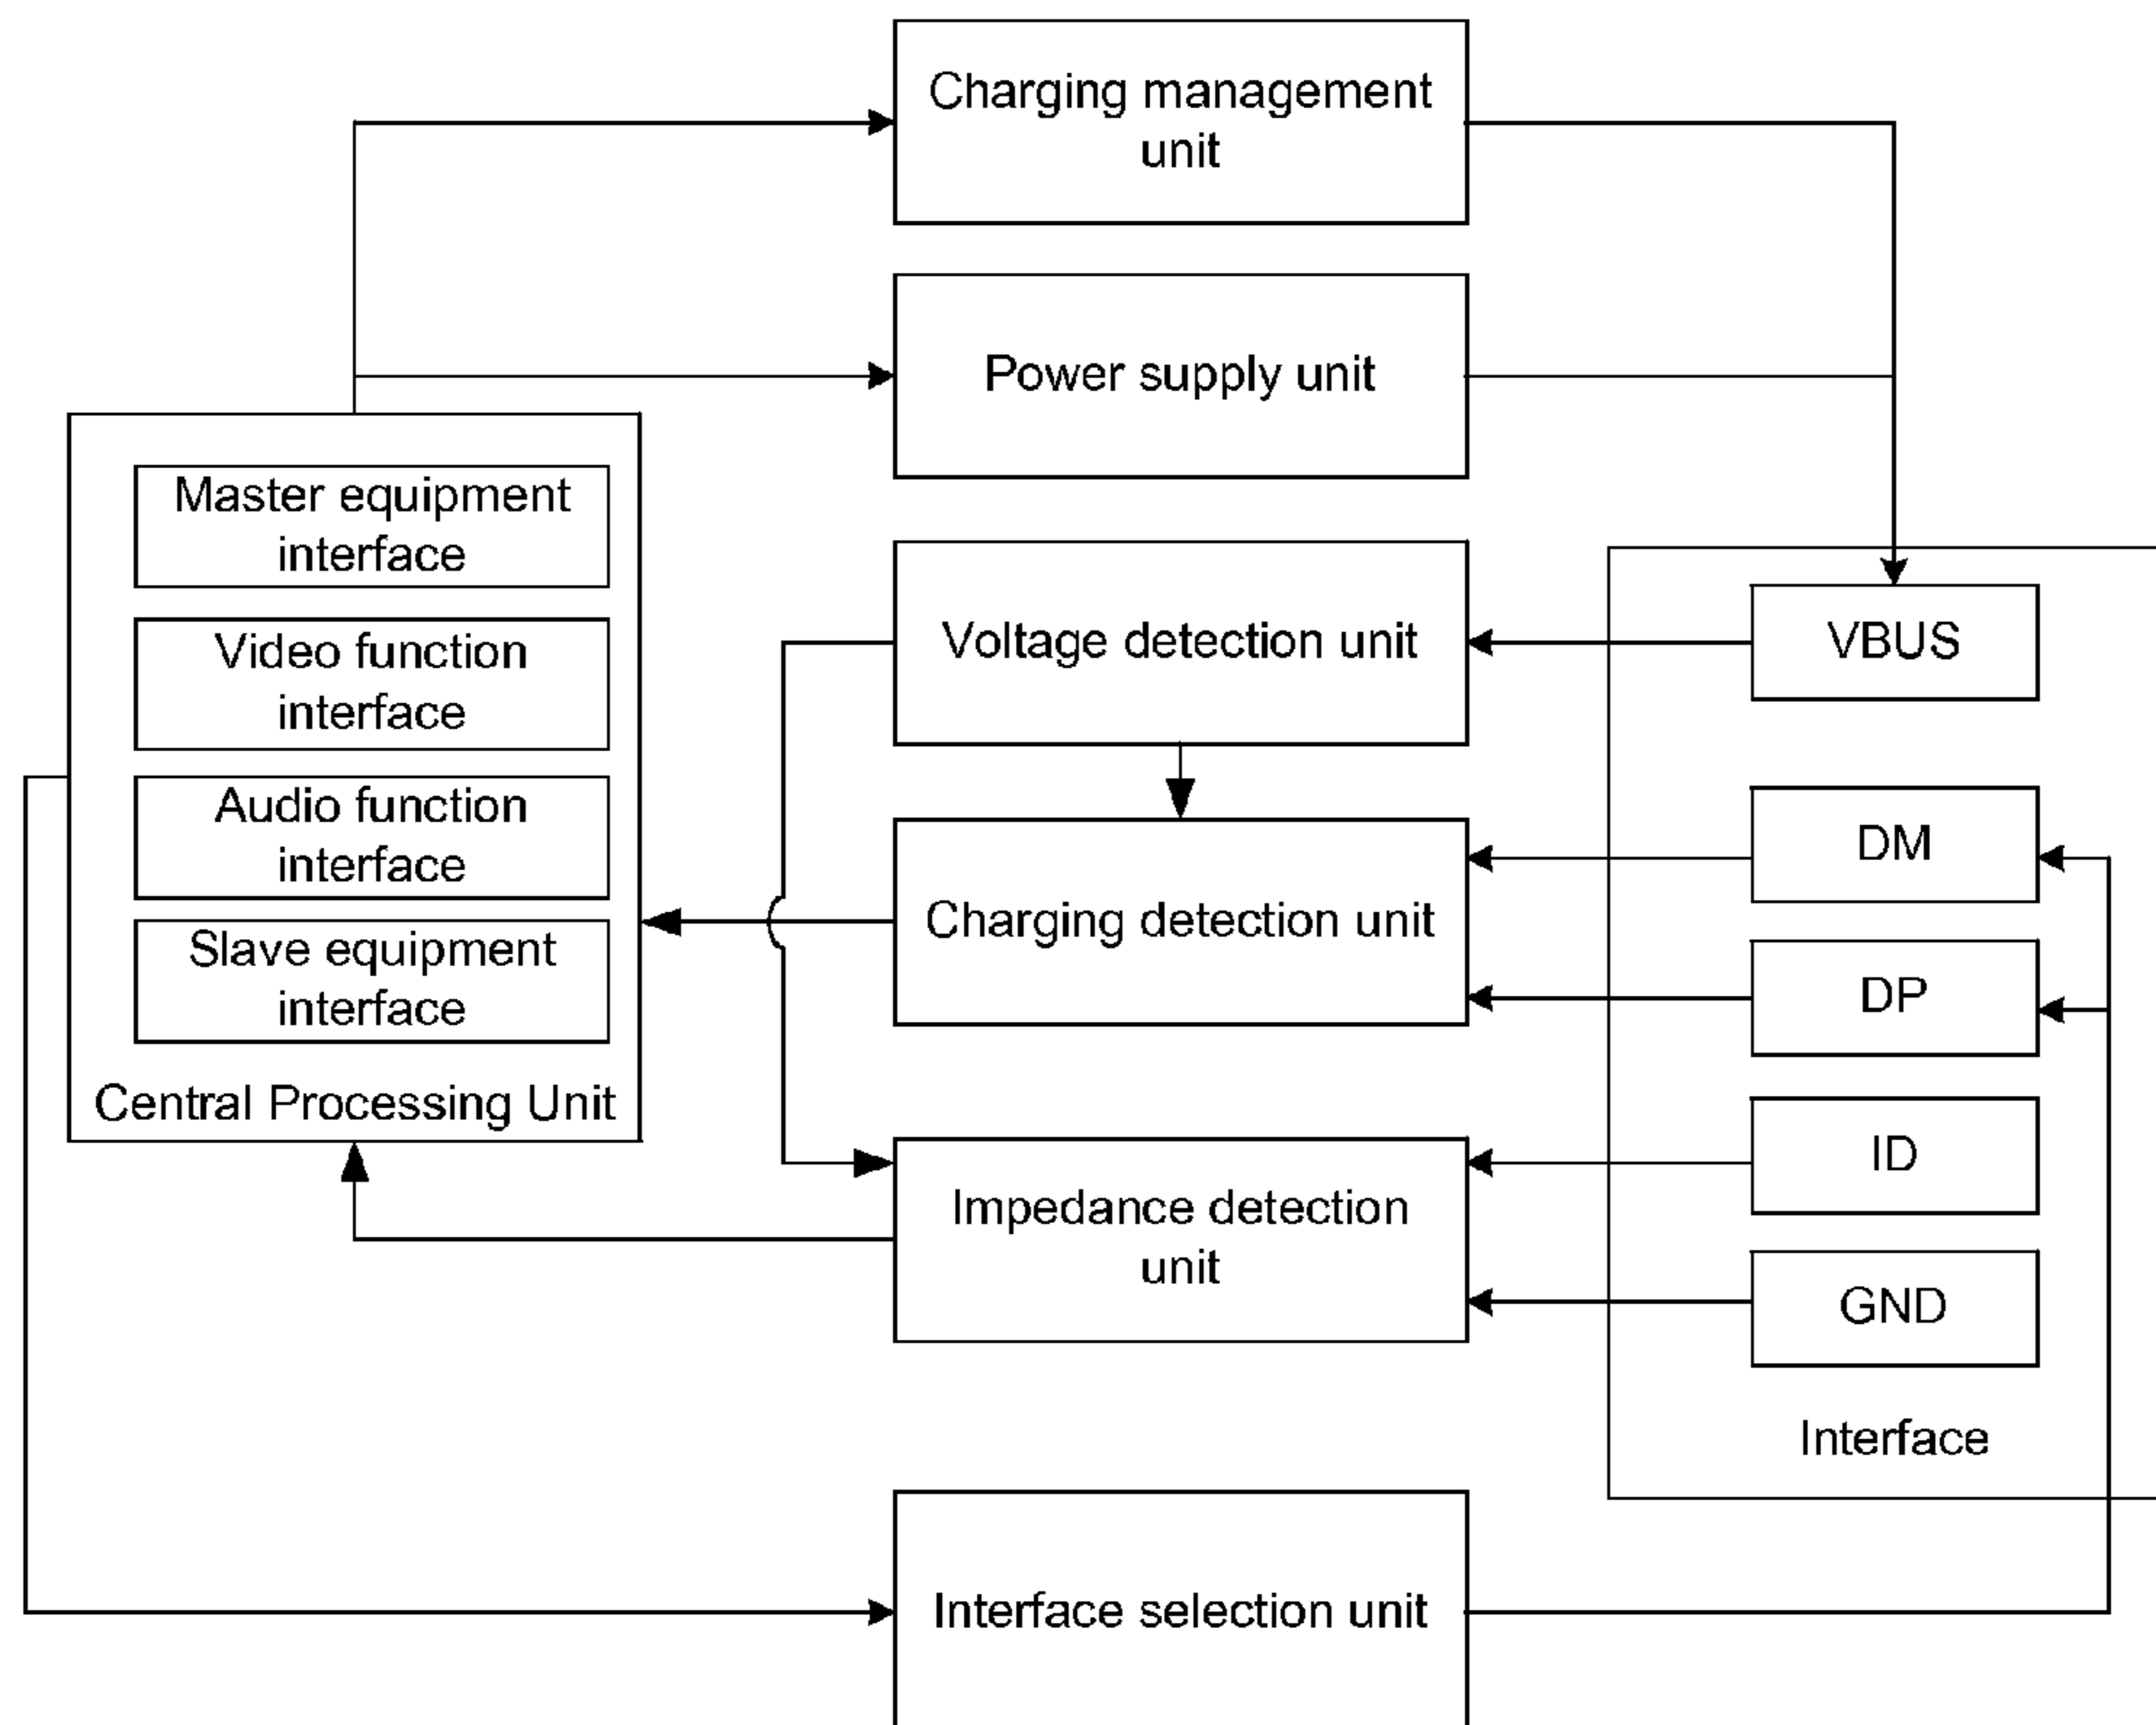 Charging management
unit
Power supply unit
Master equipment
interface
Video function
interface
Audio function
interface
Slave equipment
interface
Central Processing Unit
Voltage detection unit
Charging detection unit
Impedance detection
unit
Interface selection unit
VBUS
DM
DP
ID
GND
Interface